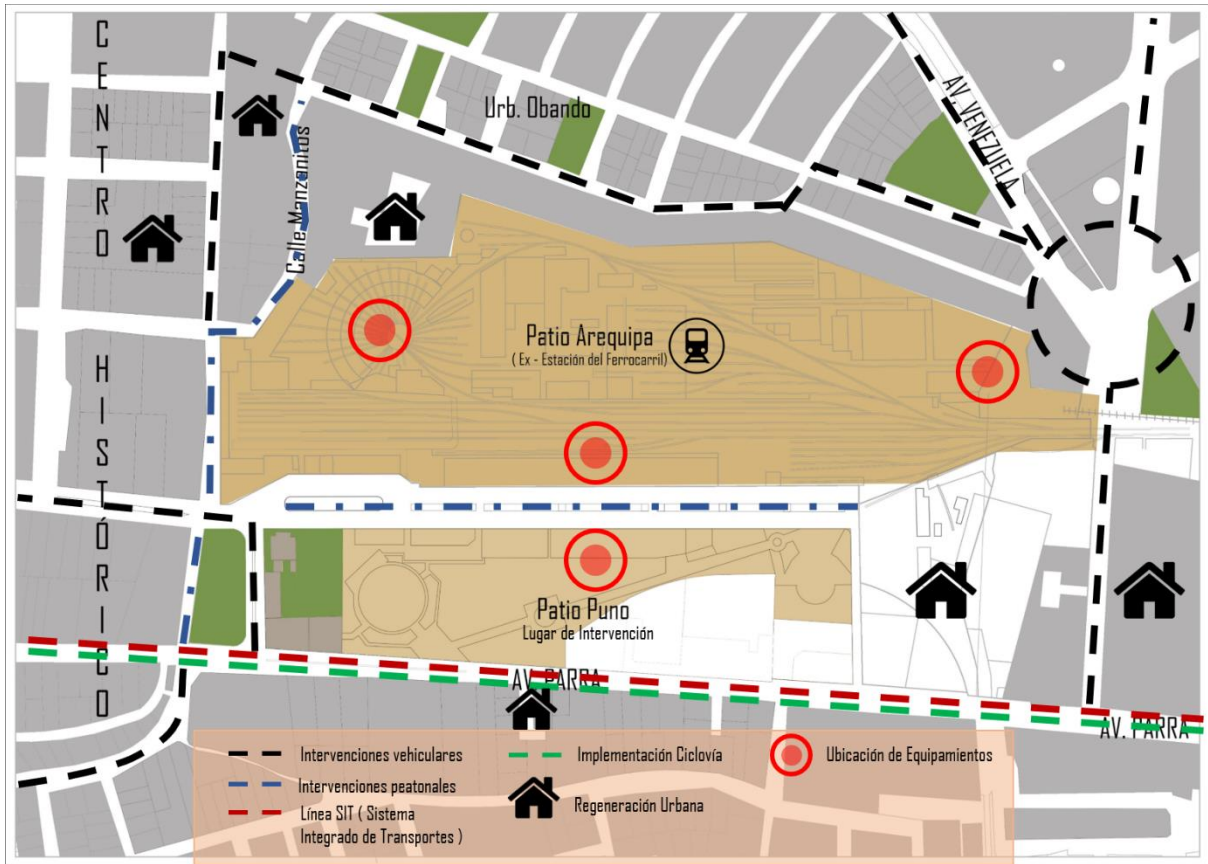 CENTRO HISTÓRICO
Urb. Obando
AV. VENEZUELA
Calle Manzanitos
Patio Arequipa
( Ex - Estación del Ferrocarril)
Patio Puno
Lugar de Intervención
AV. PARRA
AV. PARRA
Intervenciones vehiculares
Intervenciones peatonales
Línea SIT ( Sistema
Integrado de Transportes )
Implementación Ciclovía
Regeneración Urbana
Ubicación de Equipamientos